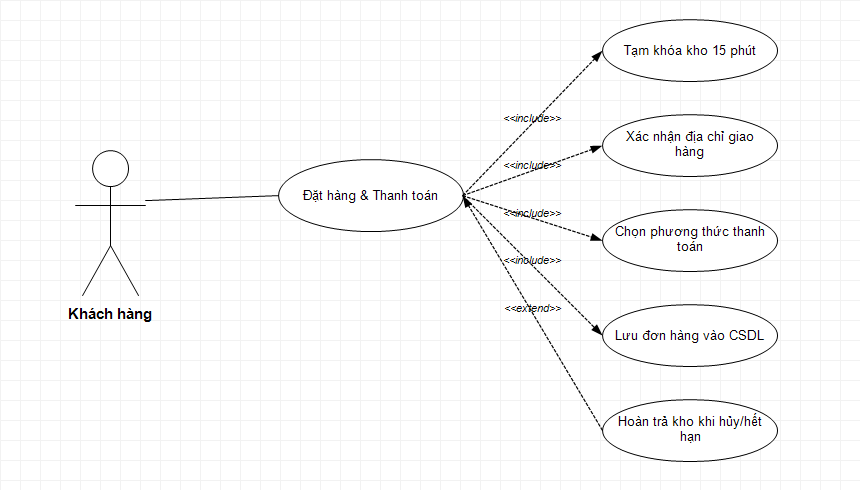 Tạm khóa kho 15 phút
<<include>>
Xác nhận địa chỉ giao
hàng
<<include>>
Đặt hàng & Thanh toán
<<include>>
Chọn phương thức thanh
toán
<<include>>
Khách hàng
<<extend>>
Lưu đơn hàng vào CSDL
Hoàn trả kho khi hủy/hết
hạn